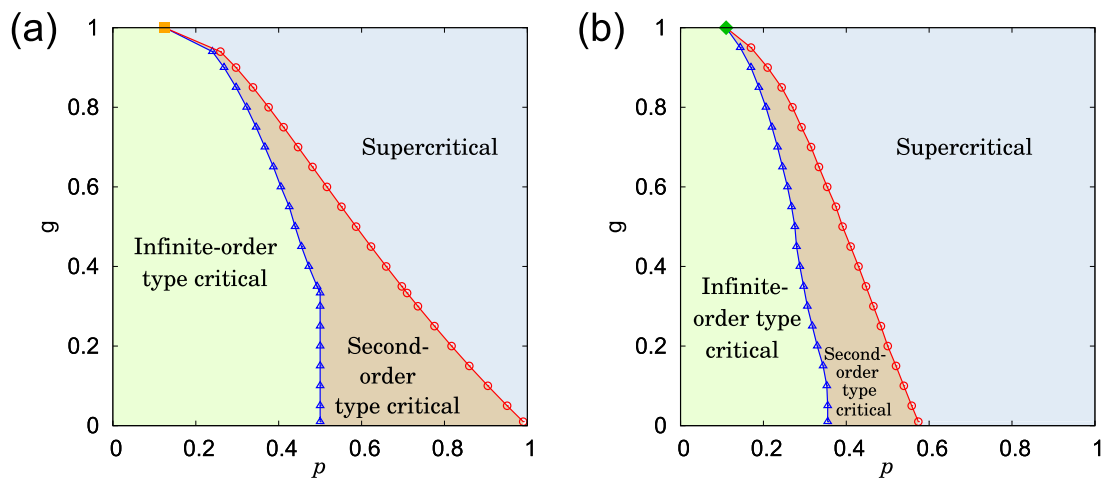 (a)
1
0.8
0.6
0.4
0.2
0
g
0
0.2
0.4
0.6
0.8
1
p
Supercritical
Infinite-order
type critical
Second-
order
type critical
(b)
1
0.8
0.6
0.4
0.2
0
g
0
0.2
0.4
0.6
0.8
1
p
Supercritical
Infinite-
order type
critical
Second-
order
type
critical